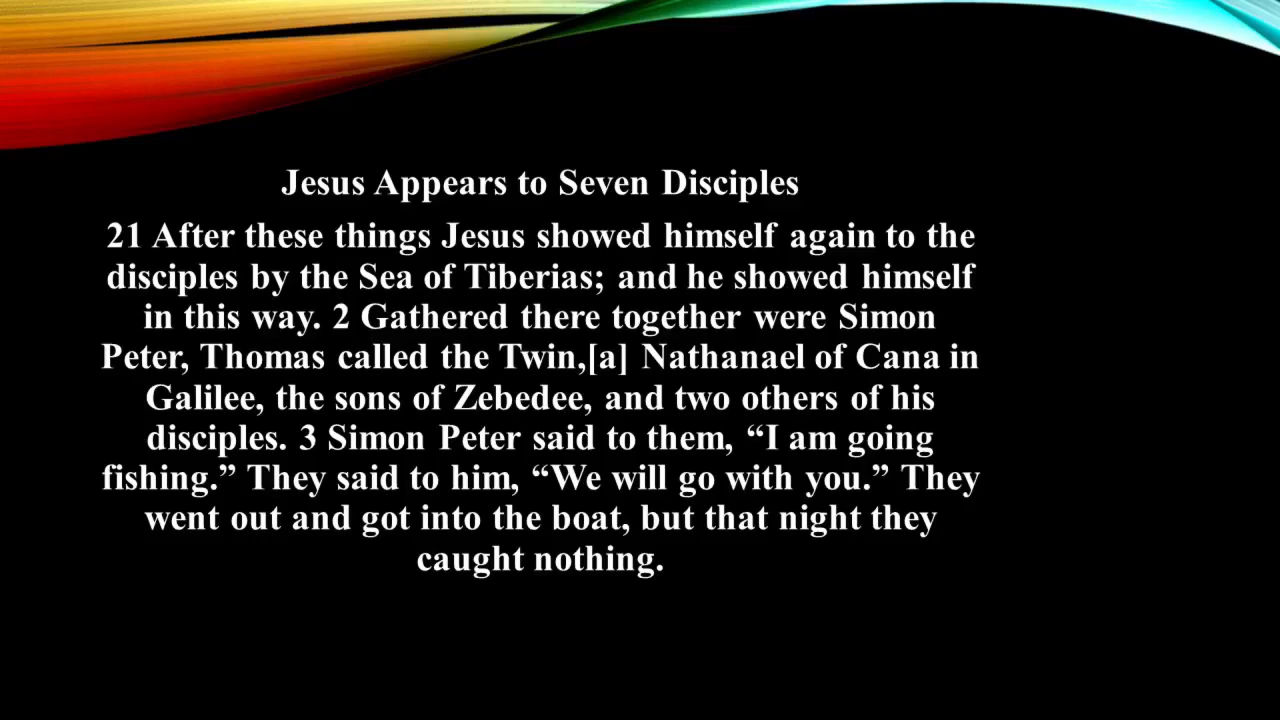 Jesus Appears to Seven Disciples
21 After these things Jesus showed himself again to the
disciples by the Sea of Tiberias; and he showed himself
in this way. 2 Gathered there together were Simon
Peter, Thomas called the Twin,[a] Nathanael of Cana in
Galilee, the sons of Zebedee, and two others of his
disciples. 3 Simon Peter said to them, “I am going
fishing.” They said to him, “We will go with you.” They
went out and got into the boat, but that night they
caught nothing.